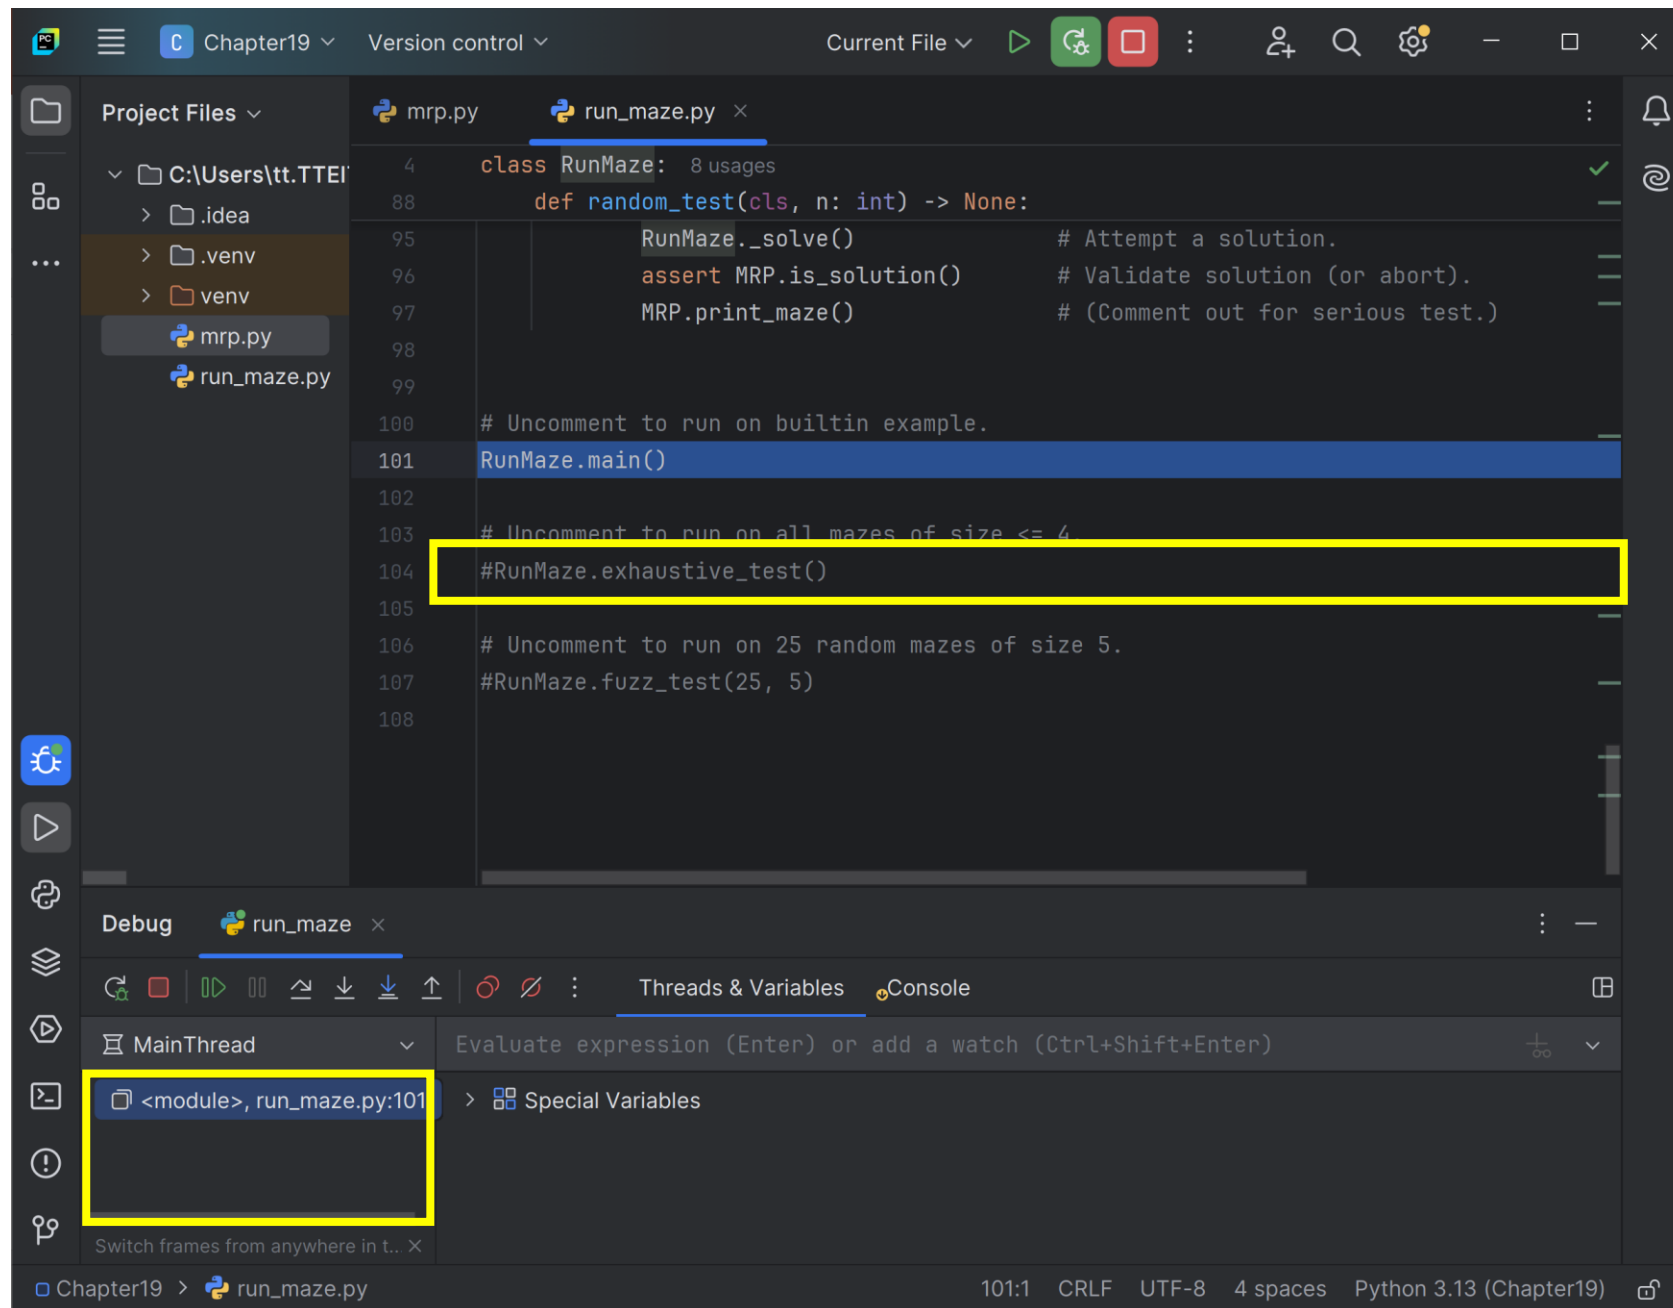 PC
C Chapter19 Version control Current File
Project Files
mrp.py run_maze.py
C:\Users\tt.TTEI
.idea
.venv
venv
mrp.py
run_maze.py
4 class RunMaze: 8 usages
88 def random_test(cls, n: int) -> None:
95 RunMaze._solve() # Attempt a solution.
96 assert MRP.is_solution() # Validate solution (or abort).
97 MRP.print_maze() # (Comment out for serious test.)
98
99
100 # Uncomment to run on builtin example.
101 RunMaze.main()
102
103 # Uncomment to run on all mazes of size <= 4.
104 #RunMaze.exhaustive_test()
105
106 # Uncomment to run on 25 random mazes of size 5.
107 #RunMaze.fuzz_test(25, 5)
108
Debug run_maze
Threads & Variables Console
MainThread Evaluate expression (Enter) or add a watch (Ctrl+Shift+Enter)
<module>, run_maze.py:101 Special Variables
Switch frames from anywhere in t...
Chapter19 > run_maze.py 101:1 CRLF UTF-8 4 spaces Python 3.13 (Chapter19)